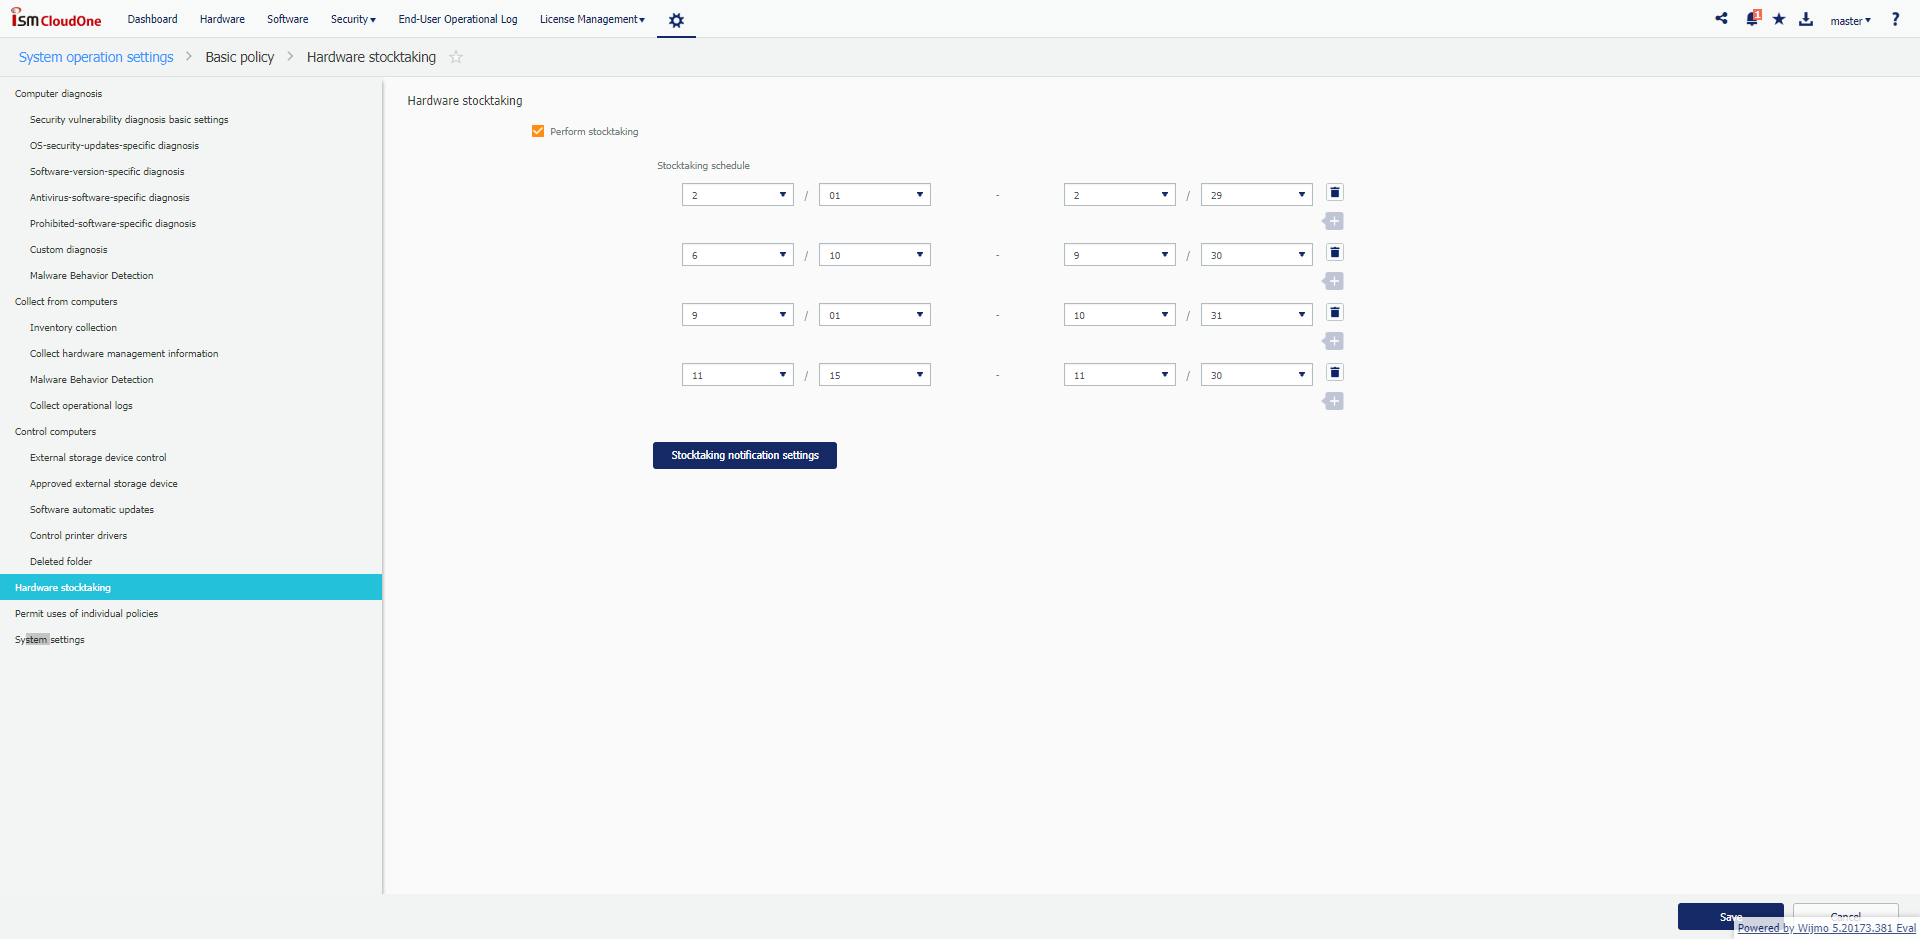 ism CloudOne Dashboard Hardware Software Security End-User Operational Log License Management 1 master ?
System operation settings > Basic policy > Hardware stocktaking
Computer diagnosis
Security vulnerability diagnosis basic settings
OS-security-updates-specific diagnosis
Software-version-specific diagnosis
Antivirus-software-specific diagnosis
Prohibited-software-specific diagnosis
Custom diagnosis
Malware Behavior Detection
Collect from computers
Inventory collection
Collect hardware management information
Malware Behavior Detection
Collect operational logs
Control computers
External storage device control
Approved external storage device
Software automatic updates
Control printer drivers
Deleted folder
Hardware stocktaking
Permit uses of individual policies
System settings
Hardware stocktaking
Perform stocktaking
Stocktaking schedule
2 / 01 - 2 / 29
6 / 10 - 9 / 30
9 / 01 - 10 / 31
11 / 15 - 11 / 30
Stocktaking notification settings
Save Cancel
Powered by Wijmo 5.20173.381 Eval